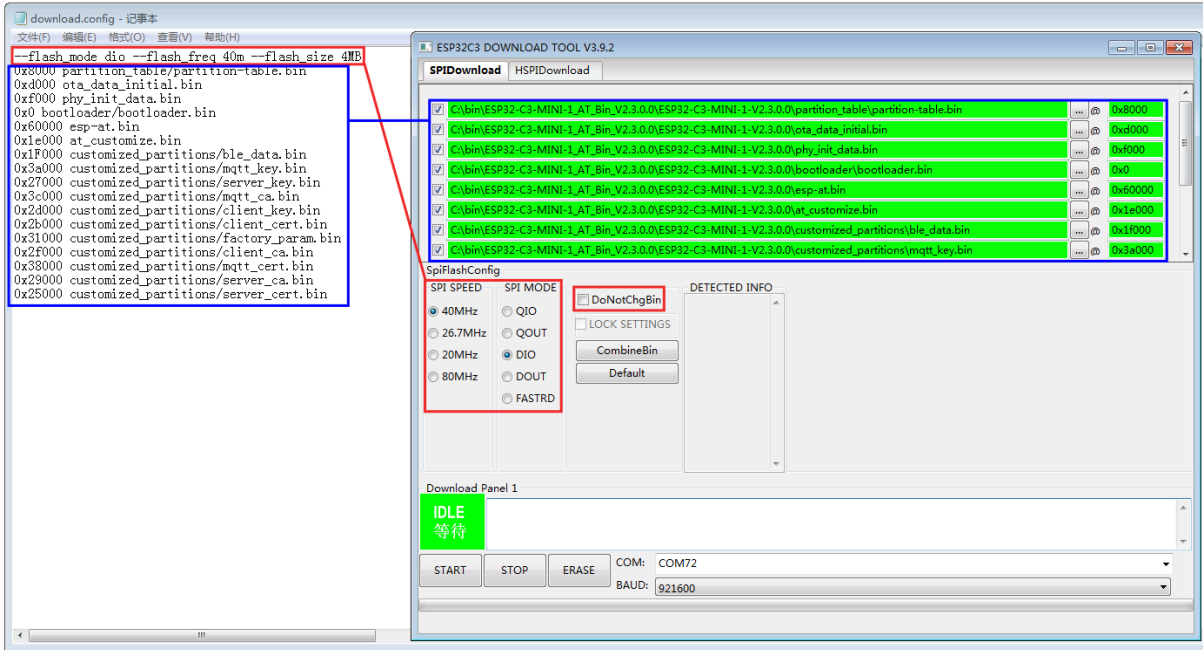 download.config - 记事本
文件(F) 编辑(E) 格式(O) 查看(V) 帮助(H)
--flash_mode dio --flash_freq 40m --flash_size 4MB
0x8000 partition_table/partition-table.bin
0xd000 ota_data_initial.bin
0xf000 phy_init_data.bin
0x0 bootloader/bootloader.bin
0x60000 esp-at.bin
0x1e000 at_customize.bin
0x1F000 customized_partitions/ble_data.bin
0x3a000 customized_partitions/mqtt_key.bin
0x27000 customized_partitions/server_key.bin
0x3c000 customized_partitions/mqtt_ca.bin
0x2d000 customized_partitions/client_key.bin
0x2b000 customized_partitions/client_cert.bin
0x31000 customized_partitions/factory_param.bin
0x2f000 customized_partitions/client_ca.bin
0x38000 customized_partitions/mqtt_cert.bin
0x29000 customized_partitions/server_ca.bin
0x25000 customized_partitions/server_cert.bin
ESP32C3 DOWNLOAD TOOL V3.9.2
SPIDownload HSPIDownload
C:\bin\ESP32-C3-MINI-1_AT_Bin_V2.3.0.0\ESP32-C3-MINI-1-V2.3.0.0\partition_table\partition-table.bin ... @ 0x8000
C:\bin\ESP32-C3-MINI-1_AT_Bin_V2.3.0.0\ESP32-C3-MINI-1-V2.3.0.0\ota_data_initial.bin ... @ 0xd000
C:\bin\ESP32-C3-MINI-1_AT_Bin_V2.3.0.0\ESP32-C3-MINI-1-V2.3.0.0\phy_init_data.bin ... @ 0xf000
C:\bin\ESP32-C3-MINI-1_AT_Bin_V2.3.0.0\ESP32-C3-MINI-1-V2.3.0.0\bootloader\bootloader.bin ... @ 0x0
C:\bin\ESP32-C3-MINI-1_AT_Bin_V2.3.0.0\ESP32-C3-MINI-1-V2.3.0.0\esp-at.bin ... @ 0x60000
C:\bin\ESP32-C3-MINI-1_AT_Bin_V2.3.0.0\ESP32-C3-MINI-1-V2.3.0.0\at_customize.bin ... @ 0x1e000
C:\bin\ESP32-C3-MINI-1_AT_Bin_V2.3.0.0\ESP32-C3-MINI-1-V2.3.0.0\customized_partitions\ble_data.bin ... @ 0x1f000
C:\bin\ESP32-C3-MINI-1_AT_Bin_V2.3.0.0\ESP32-C3-MINI-1-V2.3.0.0\customized_partitions\mqtt_key.bin ... @ 0x3a000
SpiFlashConfig
SPI SPEED SPI MODE DETECTED INFO
DoNotChgBin
40MHz QIO
LOCK SETTINGS
26.7MHz QOUT
CombineBin
20MHz DIO
Default
80MHz DOUT
FASTRD
Download Panel 1
IDLE
等待
START STOP ERASE COM: COM72
BAUD: 921600